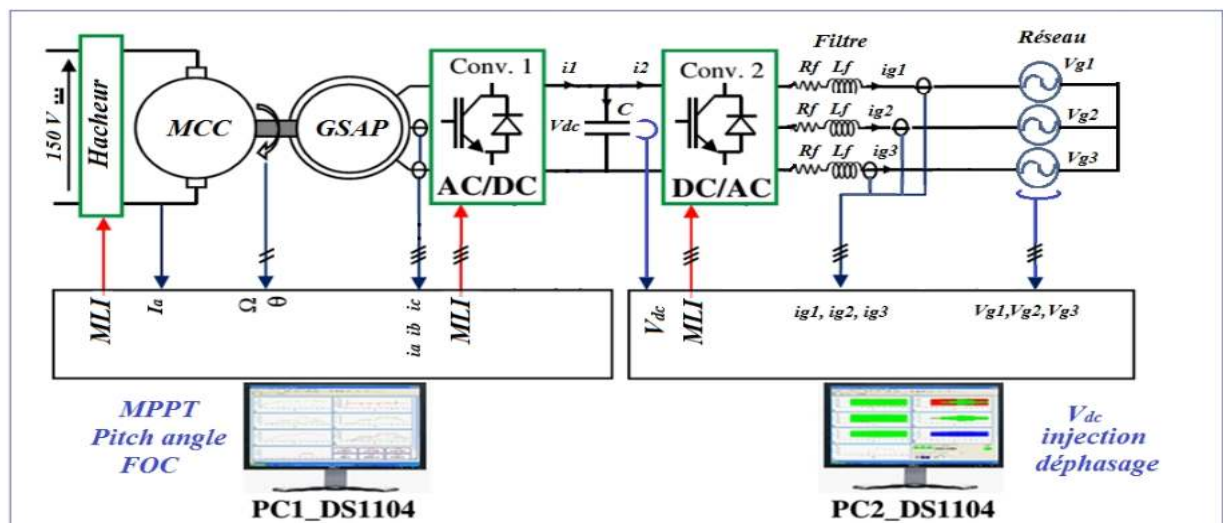 Filtre
Réseau
150 V
Hacheur
MCC
GSAP
Conv. 1
AC/DC
i1
i2
Vdc
C
Conv. 2
DC/AC
Rf Lf ig1
Rf Lf ig2
Rf Lf ig3
Vg1
Vg2
Vg3
MLI
Ia
Ω
θ
ia ib ic
MLI
Vdc
MLI
ig1, ig2, ig3
Vg1,Vg2,Vg3
MPPT
Pitch angle
FOC
PC1_DS1104
PC2_DS1104
Vdc
injection
déphasage